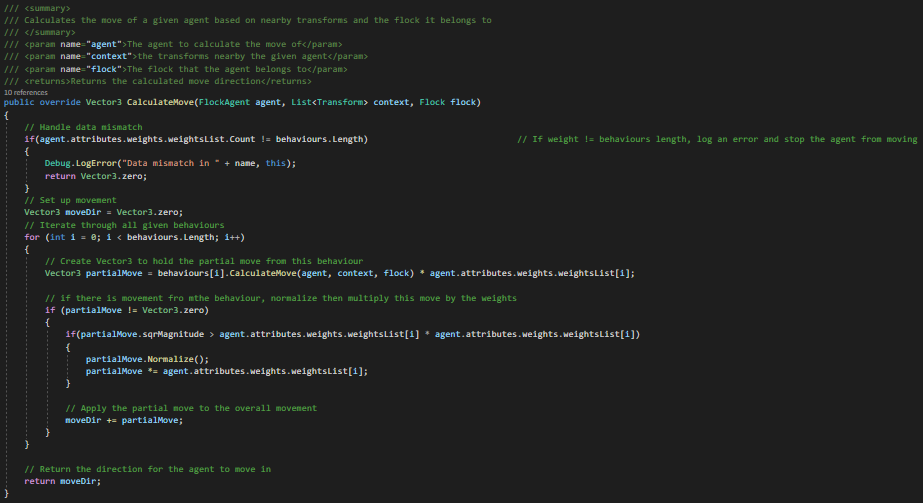 /// <summary>
/// Calculates the move of a given agent based on nearby transforms and the flock it belongs to
/// </summary>
/// <param name="agent">The agent to calculate the move of</param>
/// <param name="context">the transforms nearby the given agent</param>
/// <param name="flock">The flock that the agent belongs to</param>
/// <returns>Returns the calculated move direction</returns>
10 references
public override Vector3 CalculateMove(FlockAgent agent, List<Transform> context, Flock flock)
{
// Handle data mismatch
if(agent.attributes.weights.weightsList.Count != behaviours.Length) // If weight != behaviours length, log an error and stop the agent from moving
{
Debug.LogError("Data mismatch in " + name, this);
return Vector3.zero;
}
// Set up movement
Vector3 moveDir = Vector3.zero;
// Iterate through all given behaviours
for (int i = 0; i < behaviours.Length; i++)
{
// Create Vector3 to hold the partial move from this behaviour
Vector3 partialMove = behaviours[i].CalculateMove(agent, context, flock) * agent.attributes.weights.weightsList[i];
// if there is movement fro mthe behaviour, normalize then multiply this move by the weights
if (partialMove != Vector3.zero)
{
if(partialMove.sqrMagnitude > agent.attributes.weights.weightsList[i] * agent.attributes.weights.weightsList[i])
{
partialMove.Normalize();
partialMove *= agent.attributes.weights.weightsList[i];
}
// Apply the partial move to the overall movement
moveDir += partialMove;
}
}
// Return the direction for the agent to move in
return moveDir;
}